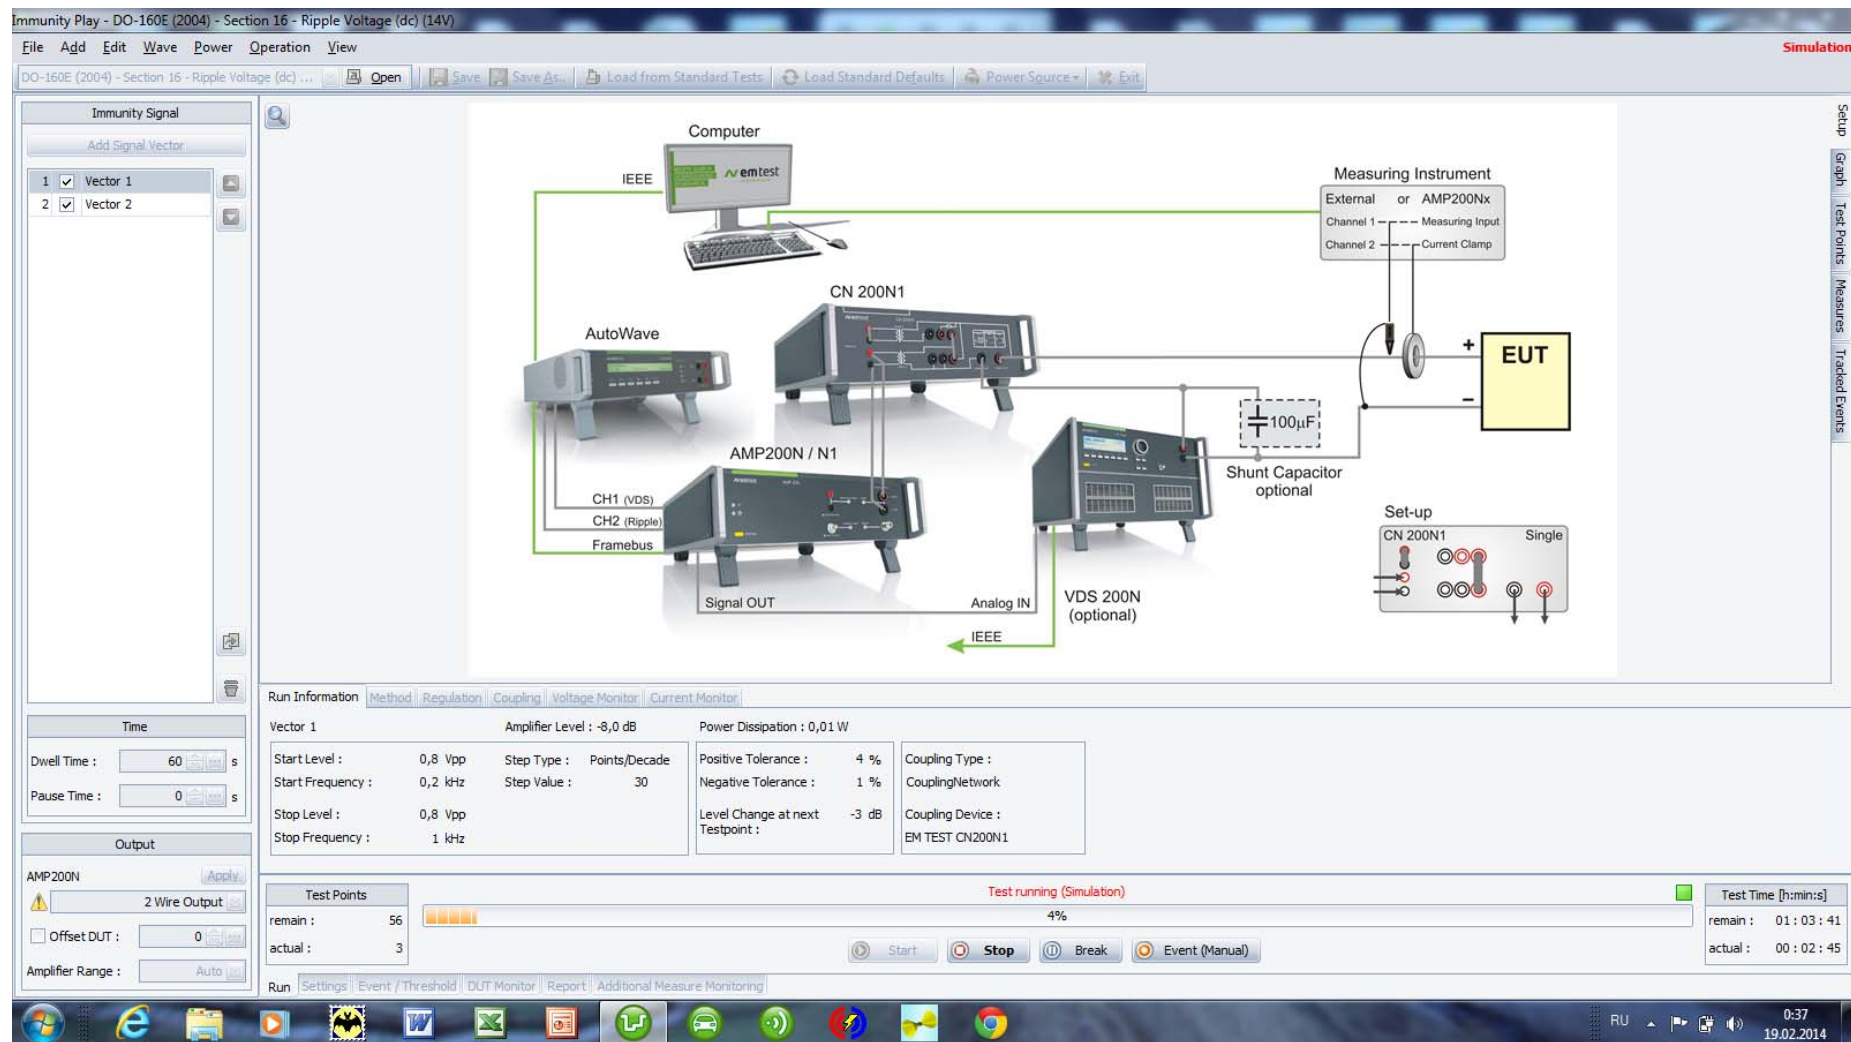 Immunity Play - DO-160E (2004) - Section 16 - Ripple Voltage (dc) (14V)
File Add Edit Wave Power Operation View
Simulation
DO-160E (2004) - Section 16 - Ripple Voltage (dc) ... Open Save Save As.. Load from Standard Tests Load Standard Defaults Power Source Exit
Immunity Signal
Add Signal Vector
1 Vector 1
2 Vector 2
Time
Dwell Time : 60 s
Pause Time : 0 s
Output
AMP200N Apply
2 Wire Output
Offset DUT : 0
Amplifier Range : Auto
Computer
IEEE
emtest
Measuring Instrument
External or AMP200Nx
Channel 1 Measuring Input
Channel 2 Current Clamp
CN 200N1
AutoWave
+
EUT
−
100µF
Shunt Capacitor
optional
AMP200N / N1
CH1 (VDS)
CH2 (Ripple)
Framebus
Signal OUT
Analog IN
VDS 200N
(optional)
IEEE
Set-up
CN 200N1 Single
Setup
Graph
Test Points
Measures
Tracked Events
Run Information Method Regulation Coupling Voltage Monitor Current Monitor
Vector 1 Amplifier Level : -8,0 dB Power Dissipation : 0,01 W
Start Level : 0,8 Vpp Step Type : Points/Decade Positive Tolerance : 4 % Coupling Type :
Start Frequency : 0,2 kHz Step Value : 30 Negative Tolerance : 1 % CouplingNetwork
Stop Level : 0,8 Vpp Level Change at next -3 dB Coupling Device :
Testpoint :
Stop Frequency : 1 kHz EM TEST CN200N1
Test Points
remain : 56
actual : 3
Test running (Simulation)
4%
Start Stop Break Event (Manual)
Test Time [h:min:s]
remain : 01 : 03 : 41
actual : 00 : 02 : 45
Run Settings Event / Threshold DUT Monitor Report Additional Measure Monitoring
RU
0:37
19.02.2014